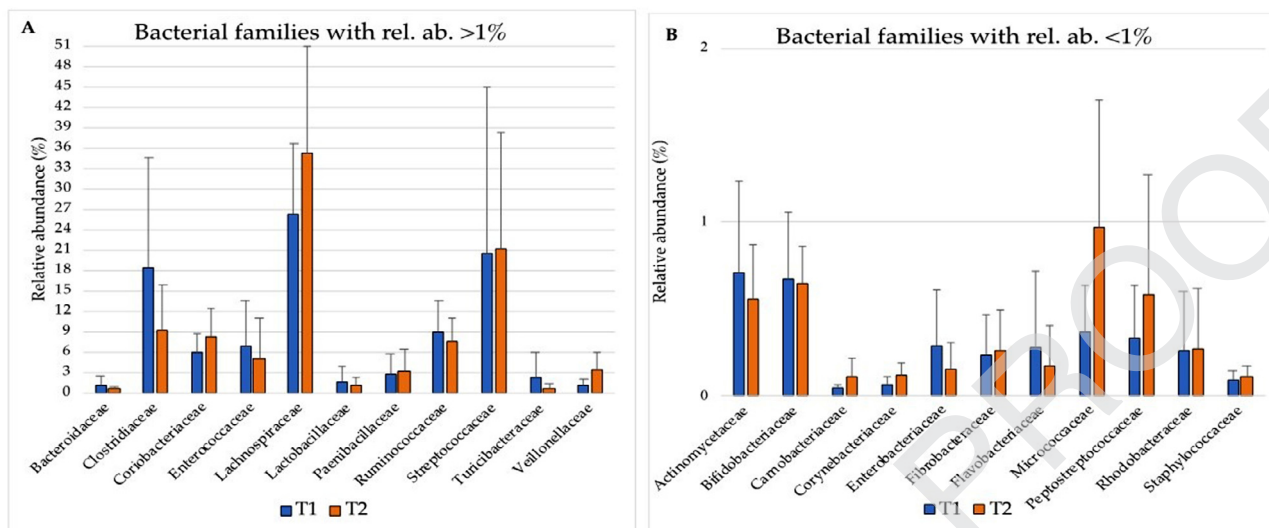 A
Bacterial families with rel. ab. >1%
Relative abundance (%)
51
48
45
42
39
36
33
30
27
24
21
18
15
12
9
6
3
0
Bacteroidaceae
Clostridiaceae
Coriobacteriaceae
Enterococcaceae
Lachnospiraceae
Lactobacillaceae
Paenibacillaceae
Ruminococcaceae
Streptococcaceae
Turicibacteraceae
Veillonellaceae
T1 T2
B
Bacterial families with rel. ab. <1%
Relative abundance (%)
2
1
0
Actinomycetaceae
Bifidobacteriaceae
Carnobacteriaceae
Corynebacteriaceae
Enterobacteriaceae
Fibrobacteraceae
Flavobacteriaceae
Micrococcaceae
Peptostreptococcaceae
Rhodobacteraceae
Staphylococcaceae
T1 T2
PROOF